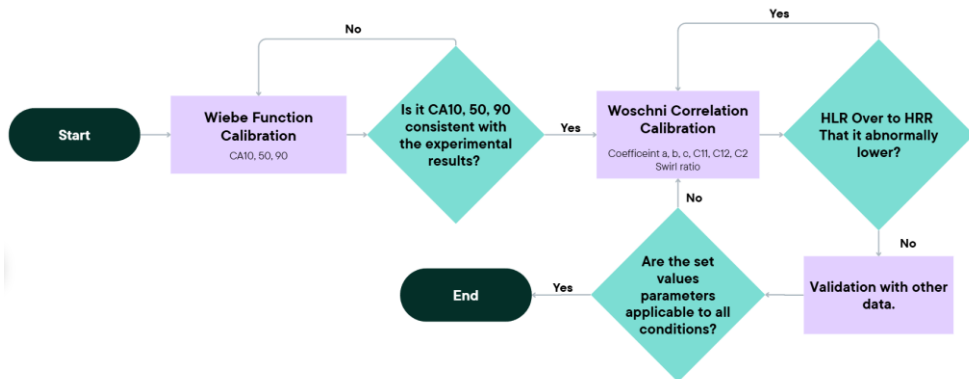 No
Yes
Start
Wiebe Function
Calibration
CA10, 50, 90
Is it CA10, 50, 90
consistent with
the experimental
results?
Yes
Woschni Correlation
Calibration
Coefficeint a, b, c, C11, C12, C2
Swirl ratio
HLR Over to HRR
That it abnormally
lower?
No
No
End
Yes
Are the set
values
parameters
applicable to all
conditions?
Validation with other
data.